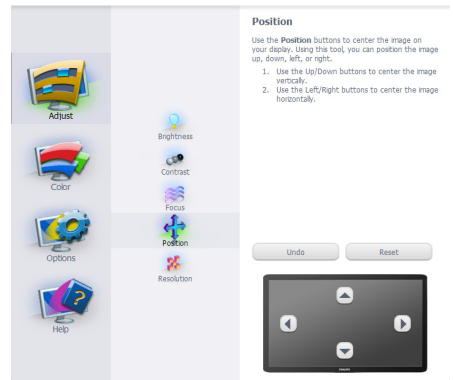 Position
Use the Position buttons to center the image on
your display. Using this tool, you can position the image
up, down, left, or right.
1. Use the Up/Down buttons to center the image
vertically.
2. Use the Left/Right buttons to center the image
horizontally.
Adjust
Color
Options
Help
Brightness
Contrast
Focus
Position
Resolution
Undo
Reset
PHILIPS